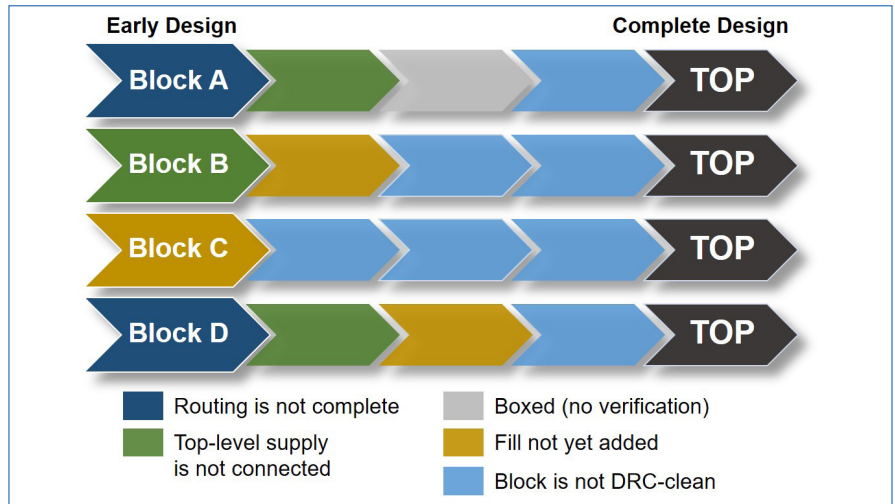 Early Design
Complete Design
Block A
TOP
Block B
TOP
Block C
TOP
Block D
TOP
Routing is not complete
Top-level supply
is not connected
Boxed (no verification)
Fill not yet added
Block is not DRC-clean